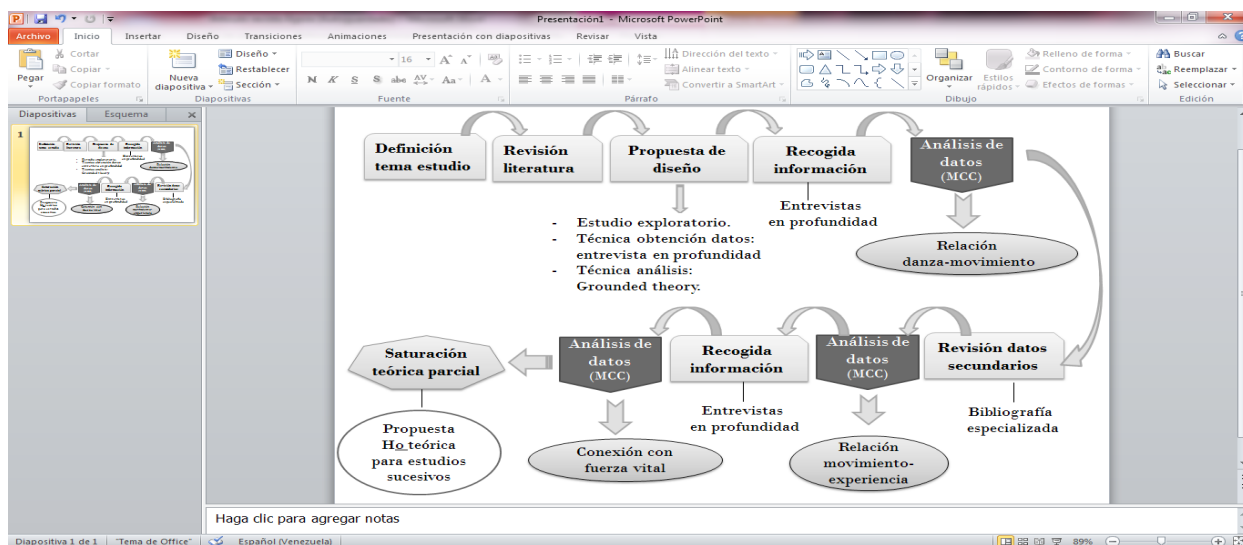 Presentación1 - Microsoft PowerPoint
Archivo Inicio Insertar Diseño Transiciones Animaciones Presentación con diapositivas Revisar Vista
Pegar
Cortar
Copiar
Copiar formato
Portapapeles
Nueva
diapositiva
Diseño
Restablecer
Sección
Diapositivas
16
N K S S abc AV Aa A
Fuente
Dirección del texto
Alinear texto
Convertir a SmartArt
Párrafo
Organizar
Estilos
rápidos
Relleno de forma
Contorno de forma
Efectos de formas
Dibujo
Buscar
Reemplazar
Seleccionar
Edición
Diapositivas Esquema
1
Definición
tema estudio
Revisión
literatura
Propuesta de
diseño
Recogida
información
Análisis de
datos
(MCC)
- Estudio exploratorio.
- Técnica obtención datos:
entrevista en profundidad
- Técnica análisis:
Grounded theory.
Entrevistas
en profundidad
Relación
danza-movimiento
Saturación
teórica parcial
Análisis de
datos
(MCC)
Recogida
información
Análisis de
datos
(MCC)
Revisión datos
secundarios
Propuesta
Ho teórica
para estudios
sucesivos
Conexión con
fuerza vital
Entrevistas
en profundidad
Relación
movimiento-
experiencia
Bibliografía
especializada
Haga clic para agregar notas
Diapositiva 1 de 1 "Tema de Office" Español (Venezuela) 89%